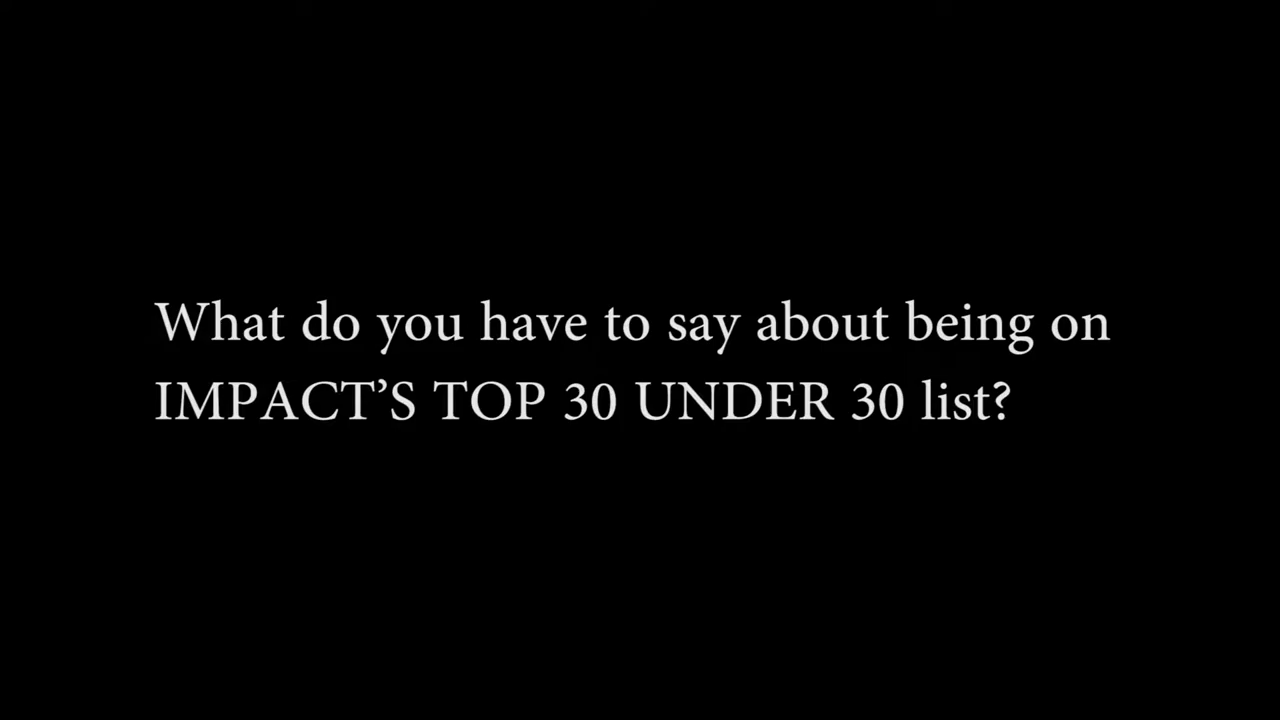 What do you have to say about being on
IMPACT’S TOP 30 UNDER 30 list?